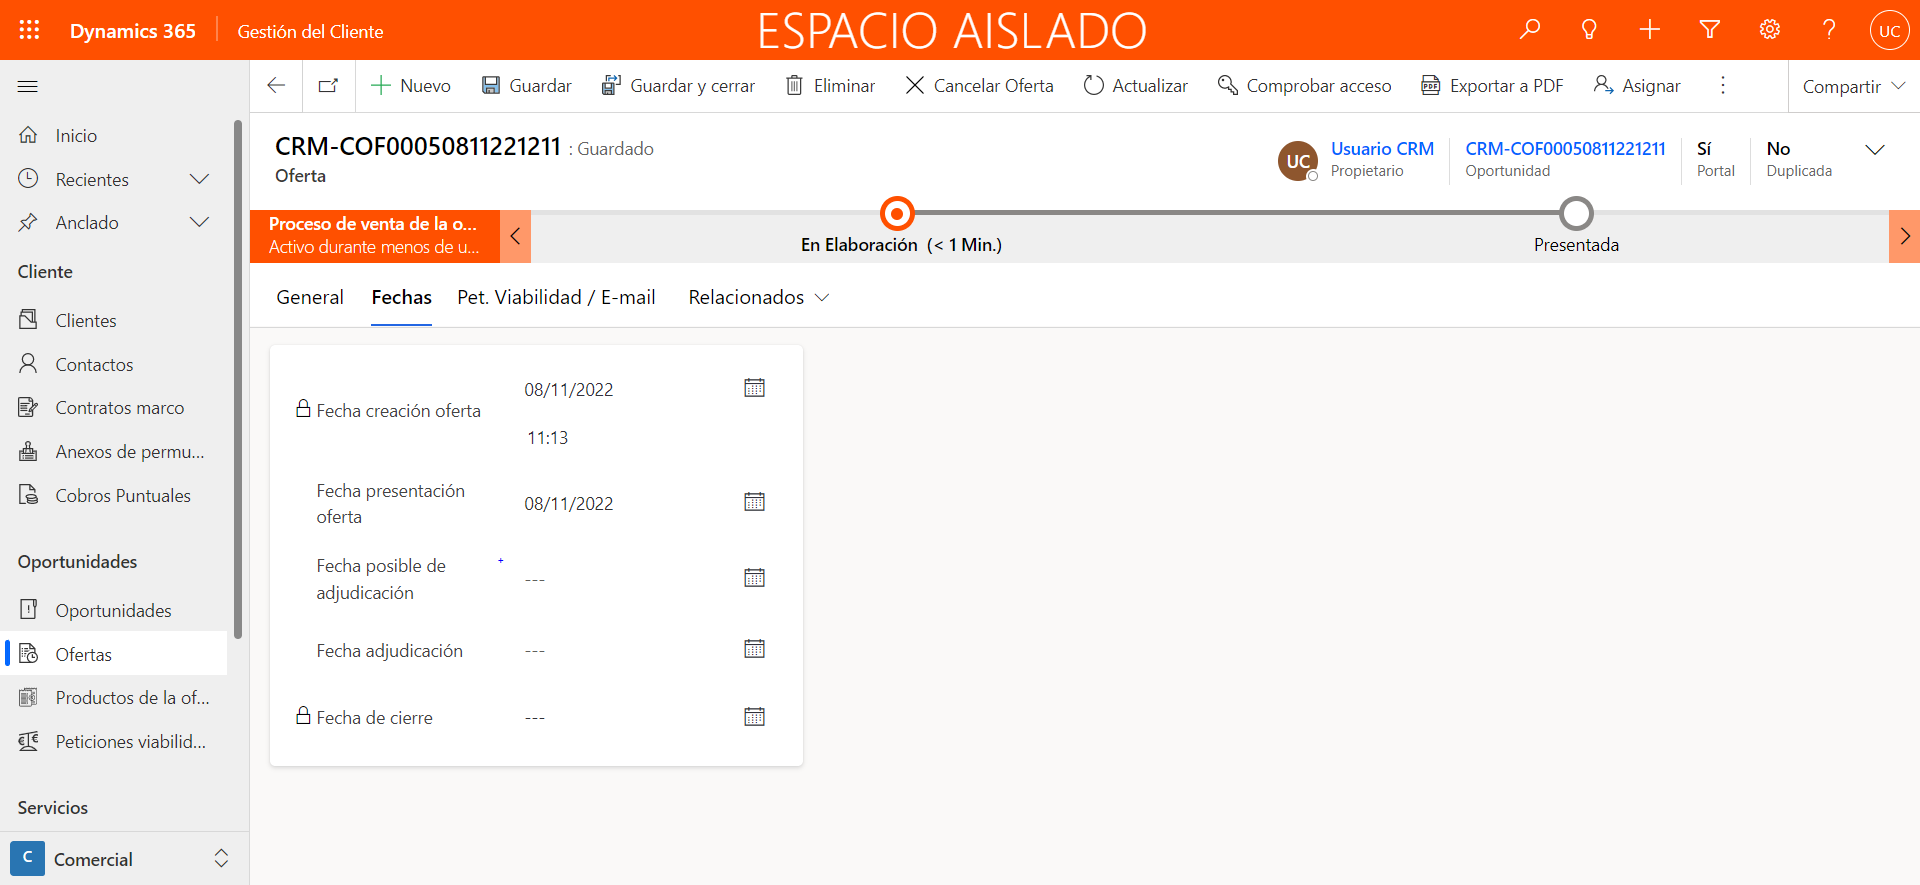 Dynamics 365
Gestión del Cliente
ESPACIO AISLADO
UC
Nuevo
Guardar
Guardar y cerrar
Eliminar
Cancelar Oferta
Actualizar
Comprobar acceso
Exportar a PDF
Asignar
Compartir
Inicio
Recientes
Anclado
Cliente
Clientes
Contactos
Contratos marco
Anexos de permu...
Cobros Puntuales
Oportunidades
Oportunidades
Ofertas
Productos de la of...
Peticiones viabilid...
Servicios
C Comercial
CRM-COF00050811221211 : Guardado
Oferta
UC
Usuario CRM
Propietario
CRM-COF00050811221211
Oportunidad
Sí
Portal
No
Duplicada
Proceso de venta de la o...
Activo durante menos de u...
En Elaboración (< 1 Min.)
Presentada
General
Fechas
Pet. Viabilidad / E-mail
Relacionados
Fecha creación oferta
08/11/2022
11:13
Fecha presentación
oferta
08/11/2022
Fecha posible de
adjudicación
+
---
Fecha adjudicación
---
Fecha de cierre
---